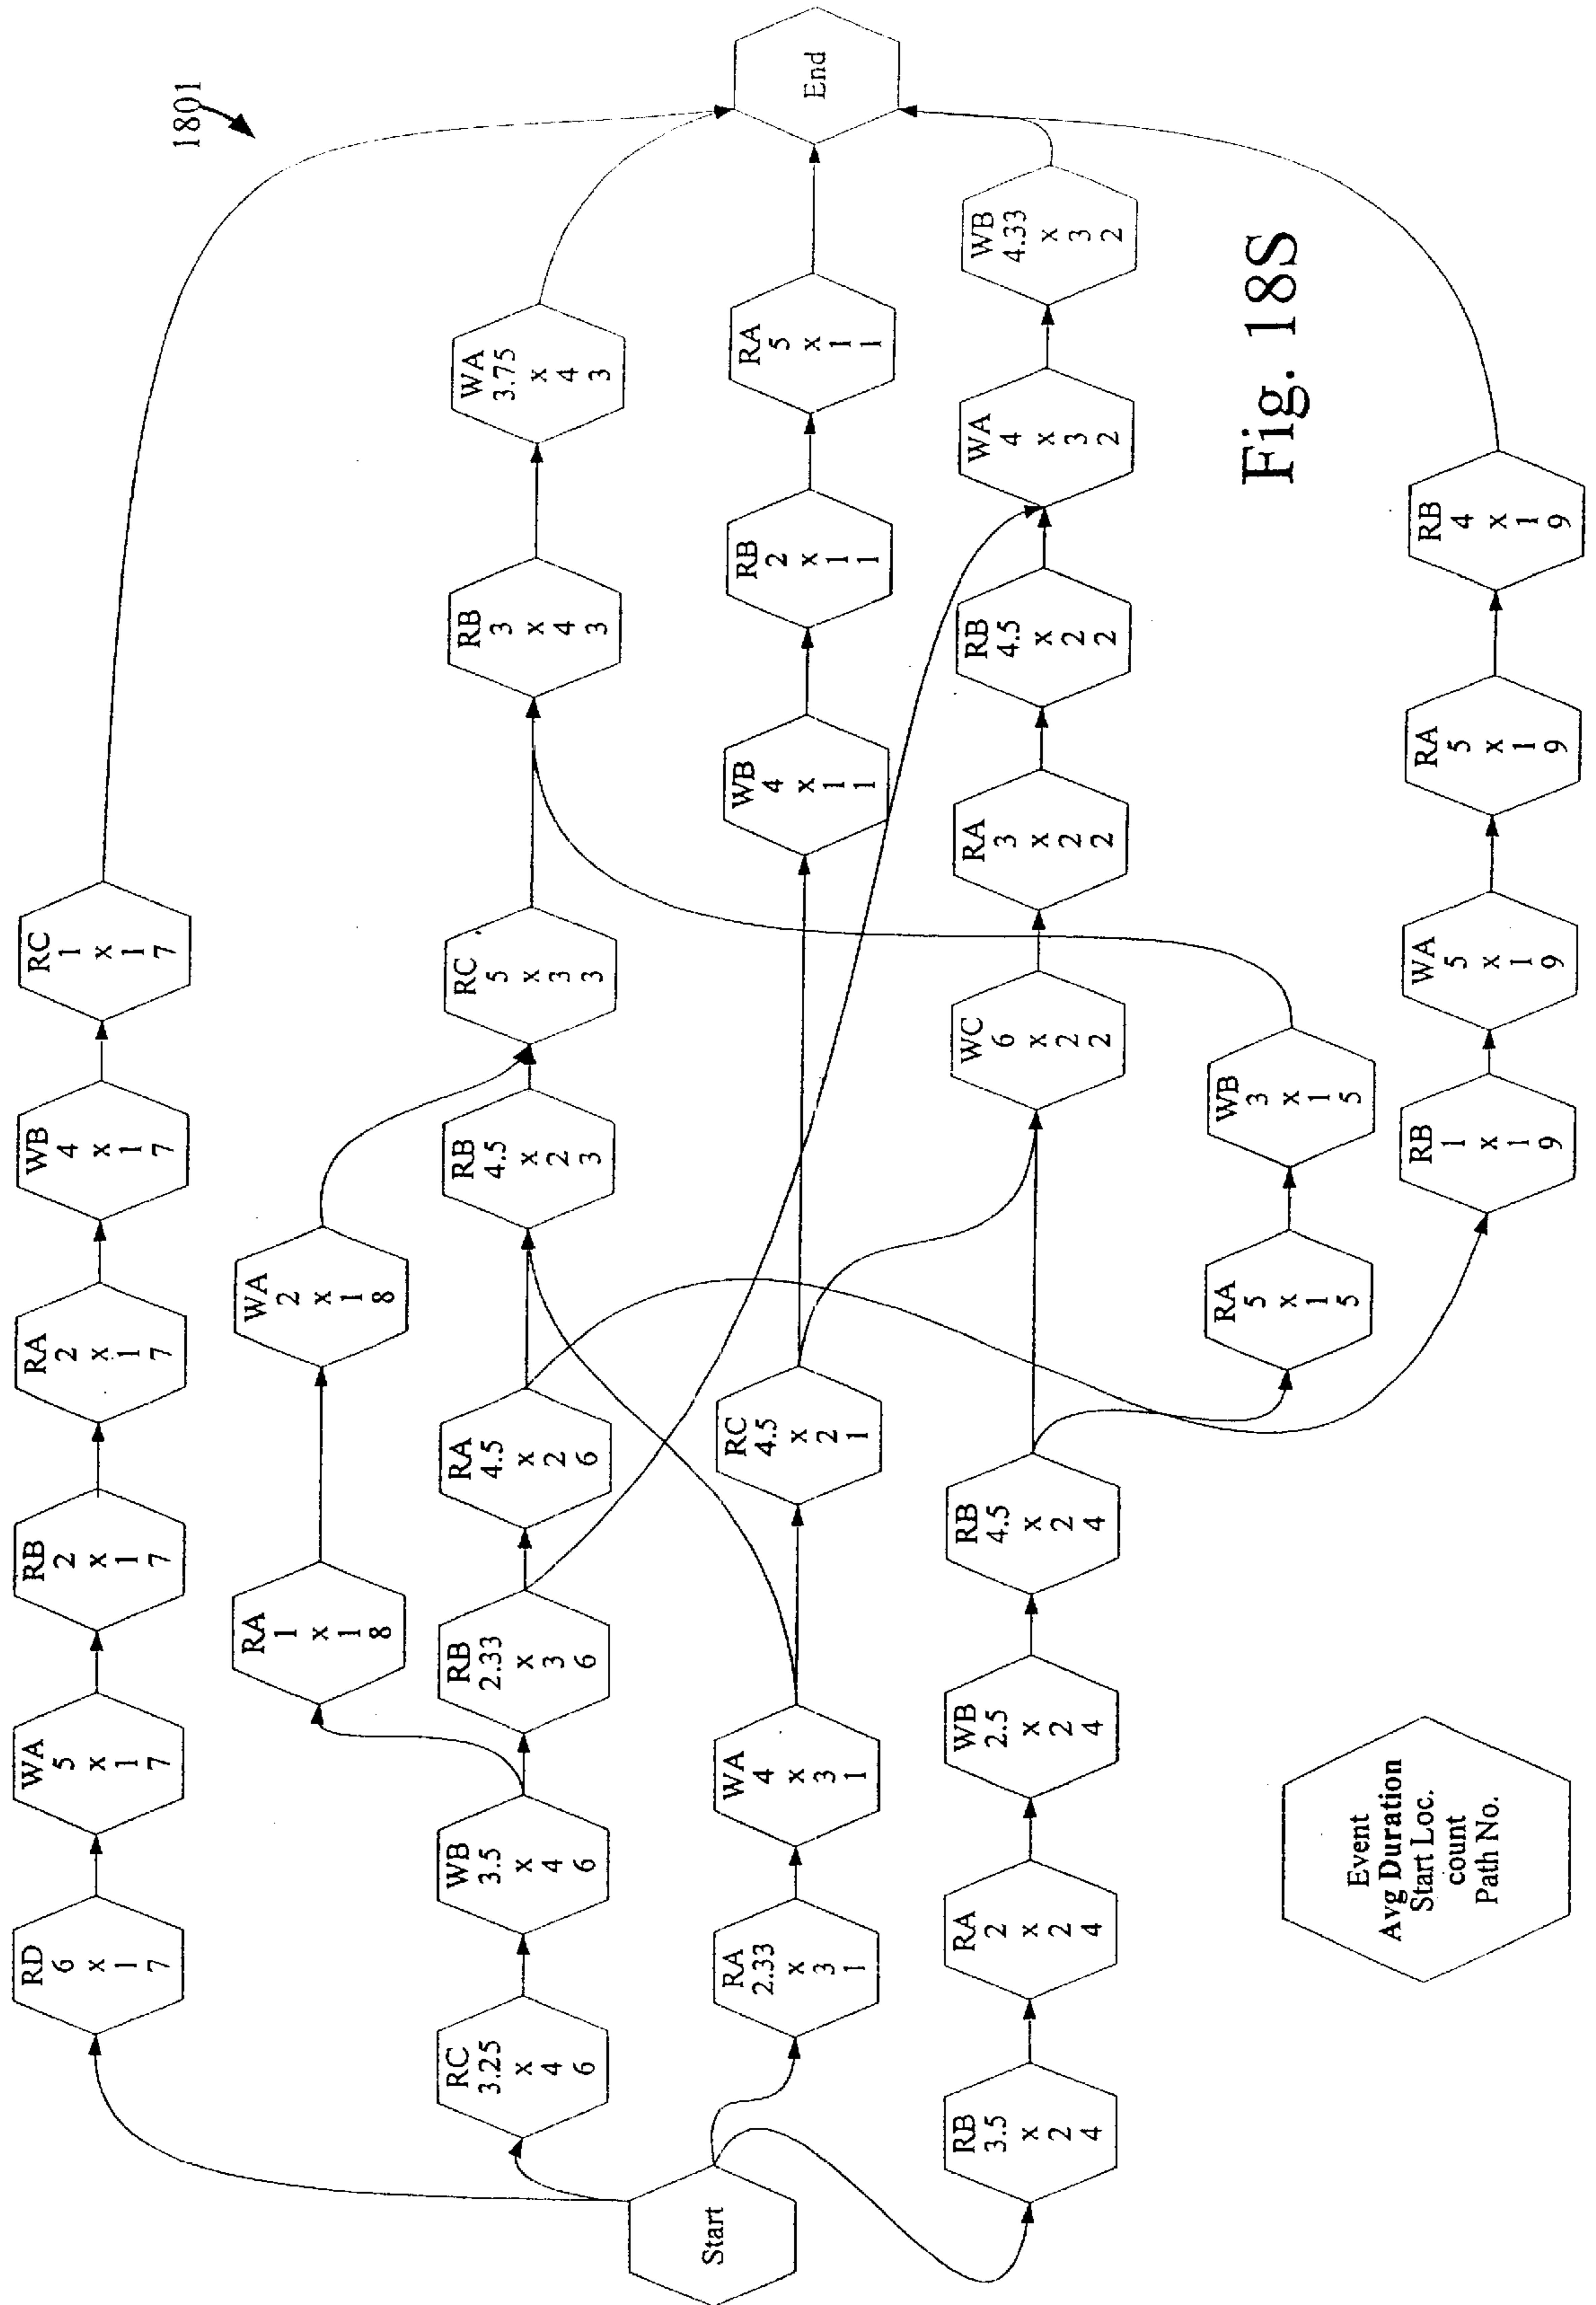 1801
RD
6
x
1
7
WA
5
x
1
7
RB
2
x
1
7
RA
2
x
1
7
WB
4
x
1
7
RC
1
x
1
7
RA
1
x
1
8
WA
2
x
1
8
RC
3.25
x
4
6
WB
3.5
x
4
6
RB
2.33
x
3
6
RA
4.5
x
2
6
RB
4.5
x
2
3
RC
5
x
3
3
RB
3
x
4
3
WA
3.75
x
4
3
Start
RA
2.33
x
3
1
WA
4
x
3
1
RC
4.5
x
2
1
WB
4
x
1
1
RB
2
x
1
1
RA
5
x
1
1
End
RB
3.5
x
2
4
RA
2
x
2
4
WB
2.5
x
2
4
RB
4.5
x
2
4
WC
6
x
2
2
RA
3
x
2
2
RB
4.5
x
2
2
WA
4
x
3
2
WB
4.33
x
3
2
RA
5
x
1
5
WB
3
x
1
5
Fig. 18S
Event
Avg Duration
Start Loc.
count
Path No.
RB
1
x
1
9
WA
5
x
1
9
RA
5
x
1
9
RB
4
x
1
9